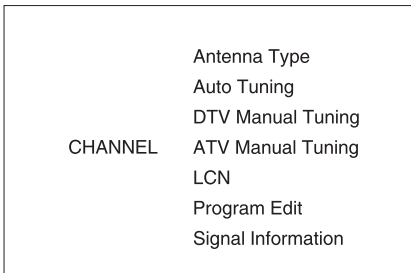 Antenna Type
Auto Tuning
DTV Manual Tuning
CHANNEL ATV Manual Tuning
LCN
Program Edit
Signal Information